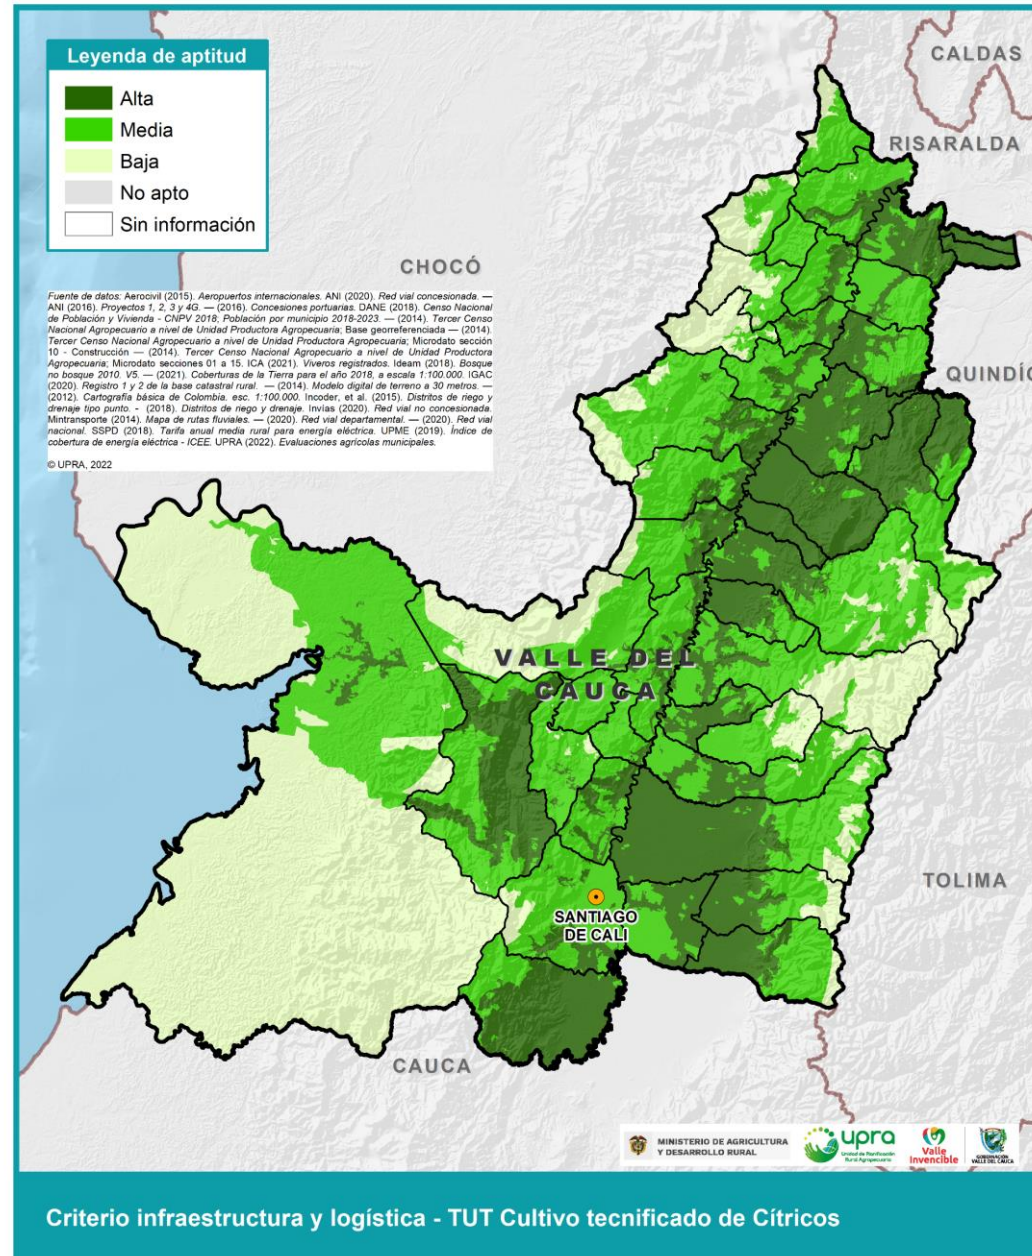 Leyenda de aptitud
Alta
Media
Baja
No apto
Sin información
CALDAS
RISARALDA
CHOCÓ
Fuente de datos: Aerocivil (2015). Aeropuertos internacionales. ANI (2020). Red vial concesionada. —
ANI (2016). Proyectos 1, 2, 3 y 4G. — (2016). Concesiones portuarias. DANE (2018). Censo Nacional
de Población y Vivienda - CNPV 2018; Población por municipio 2018-2023. — (2014). Tercer Censo
Nacional Agropecuario a nivel de Unidad Productora Agropecuaria; Base georreferenciada — (2014).
Tercer Censo Nacional Agropecuario a nivel de Unidad Productora Agropecuaria; Microdato sección
10 - Construcción — (2014). Tercer Censo Nacional Agropecuario a nivel de Unidad Productora
Agropecuaria; Microdato secciones 01 a 15. ICA (2021). Viveros registrados. Ideam (2018). Bosque
no bosque 2010. V5. — (2021). Coberturas de la Tierra para el año 2018, a escala 1:100.000. IGAC
(2020). Registro 1 y 2 de la base catastral rural. — (2014). Modelo digital de terreno a 30 metros. —
(2012). Cartografía básica de Colombia. esc. 1:100.000. Incoder, et al. (2015). Distritos de riego y
drenaje tipo punto. - (2018). Distritos de riego y drenaje. Invias (2020). Red vial no concesionada.
Mintransporte (2014). Mapa de rutas fluviales. — (2020). Red vial departamental. — (2020). Red vial
nacional. SSPD (2018). Tarifa anual media rural para energía eléctrica. UPME (2019). Índice de
cobertura de energía eléctrica - ICEE. UPRA (2022). Evaluaciones agrícolas municipales.
© UPRA, 2022
QUINDÍO
VALLE DEL
CAUCA
SANTIAGO
DE CALI
TOLIMA
CAUCA
MINISTERIO DE AGRICULTURA
Y DESARROLLO RURAL
upra
Unidad de Planificación
Rural Agropecuaria
Valle
Invencible
GOBERNACIÓN
VALLE DEL CAUCA
Criterio infraestructura y logística - TUT Cultivo tecnificado de Cítricos